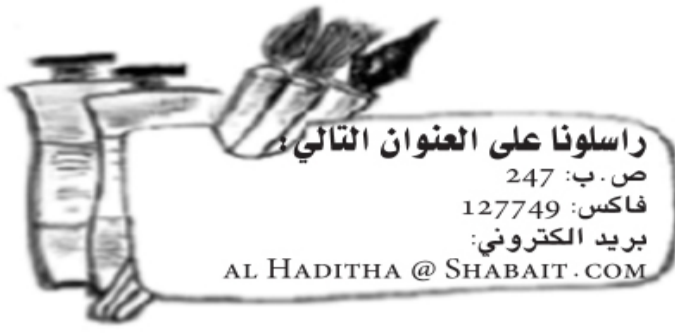 راسلونا على العنوان التالي:
ص.ب: 247
فاكس: 127749
بريد الكتروني:
AL HADITHA @ SHABAIT.COM